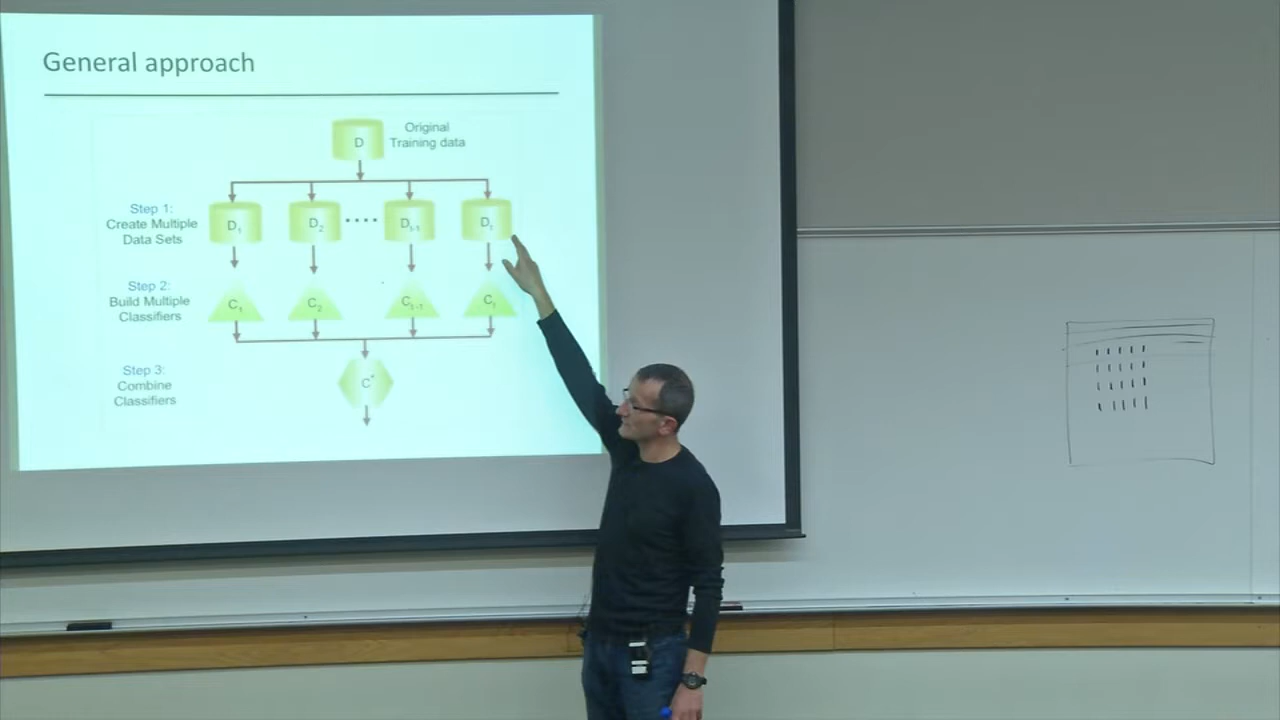 General approach
D
Original
Training data
Step 1:
Create Multiple
Data Sets
D1
D2
....
Dt-1
Dt
Step 2:
Build Multiple
Classifiers
C1
C2
Ct-1
Ct
Step 3:
Combine
Classifiers
C*